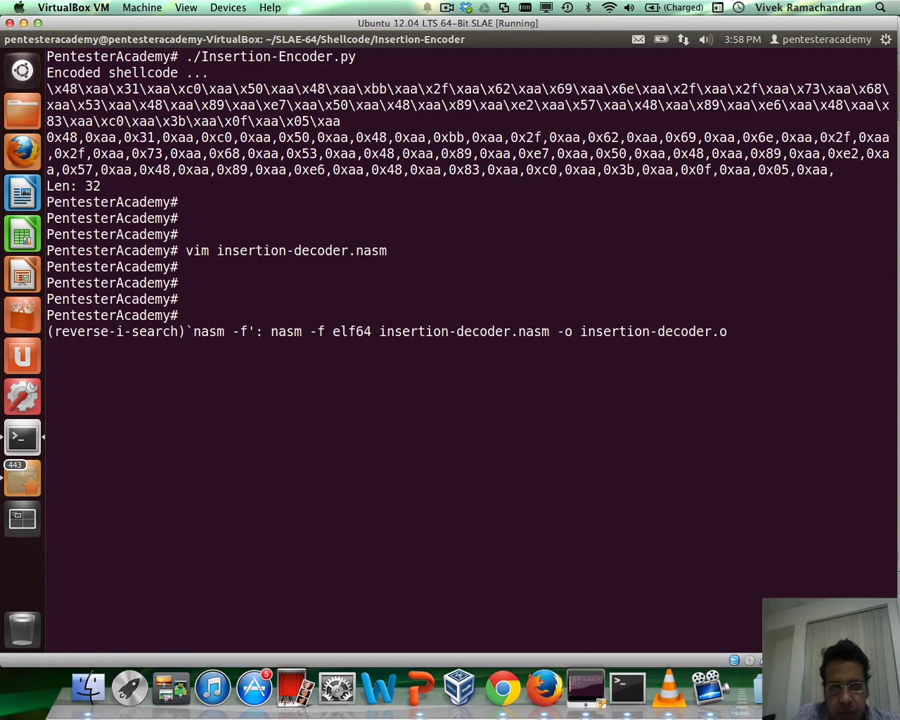 VirtualBox VM Machine View Devices Help (Charged) Vivek Ramachandran
Ubuntu 12.04 LTS 64-Bit SLAE [Running]
pentesteracademy@pentesteracademy-VirtualBox: ~/SLAE-64/Shellcode/Insertion-Encoder 3:58 PM pentesteracademy
PentesterAcademy# ./Insertion-Encoder.py
Encoded shellcode ...
\x48\xaa\x31\xaa\xc0\xaa\x50\xaa\x48\xaa\xbb\xaa\x2f\xaa\x62\xaa\x69\xaa\x6e\xaa\x2f\xaa\x2f\xaa\x73\xaa\x68\
xaa\x53\xaa\x48\xaa\x89\xaa\xe7\xaa\x50\xaa\x48\xaa\x89\xaa\xe2\xaa\x57\xaa\x48\xaa\x89\xaa\xe6\xaa\x48\xaa\x
83\xaa\xc0\xaa\x3b\xaa\x0f\xaa\x05\xaa
0x48,0xaa,0x31,0xaa,0xc0,0xaa,0x50,0xaa,0x48,0xaa,0xbb,0xaa,0x2f,0xaa,0x62,0xaa,0x69,0xaa,0x6e,0xaa,0x2f,0xaa
,0x2f,0xaa,0x73,0xaa,0x68,0xaa,0x53,0xaa,0x48,0xaa,0x89,0xaa,0xe7,0xaa,0x50,0xaa,0x48,0xaa,0x89,0xaa,0xe2,0xa
a,0x57,0xaa,0x48,0xaa,0x89,0xaa,0xe6,0xaa,0x48,0xaa,0x83,0xaa,0xc0,0xaa,0x3b,0xaa,0x0f,0xaa,0x05,0xaa,
Len: 32
PentesterAcademy#
PentesterAcademy#
PentesterAcademy#
PentesterAcademy# vim insertion-decoder.nasm
PentesterAcademy#
PentesterAcademy#
PentesterAcademy#
PentesterAcademy#
(reverse-i-search)`nasm -f': nasm -f elf64 insertion-decoder.nasm -o insertion-decoder.o
443